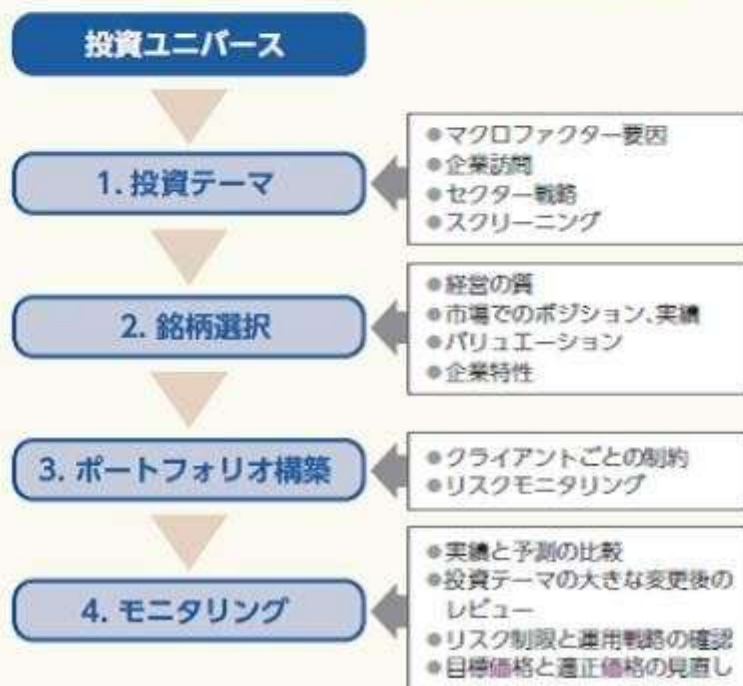 投資ユニバース
1. 投資テーマ
●マクロファクター要因
●企業訪問
●セクター戦略
●スクリーニング
2. 銘柄選択
●経営の質
●市場でのポジション、実績
●バリュエーション
●企業特性
3. ポートフォリオ構築
●クライアントごとの制約
●リスクモニタリング
4. モニタリング
●実績と予測の比較
●投資テーマの大きな変更後の
レビュー
●リスク制限と運用戦略の確認
●目標価格と適正価格の見直し